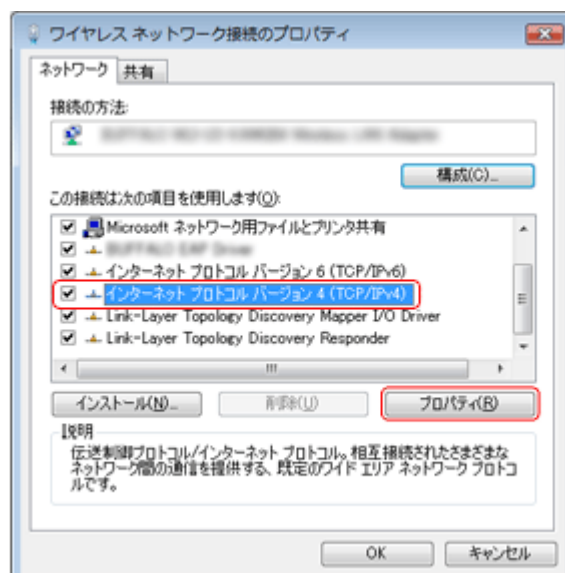 ワイヤレス ネットワーク接続のプロパティ
ネットワーク 共有
接続の方法:
構成(C)...
この接続は次の項目を使用します(O):
Microsoft ネットワーク用ファイルとプリンタ共有
インターネット プロトコル バージョン 6 (TCP/IPv6)
インターネット プロトコル バージョン 4 (TCP/IPv4)
Link-Layer Topology Discovery Mapper I/O Driver
Link-Layer Topology Discovery Responder
インストール(N)... 削除(U) プロパティ(R)
説明
伝送制御プロトコル/インターネット プロトコル。相互接続されたさまざまな
ネットワーク間の通信を提供する、既定のワイド エリア ネットワーク プロトコ
ルです。
OK キャンセル